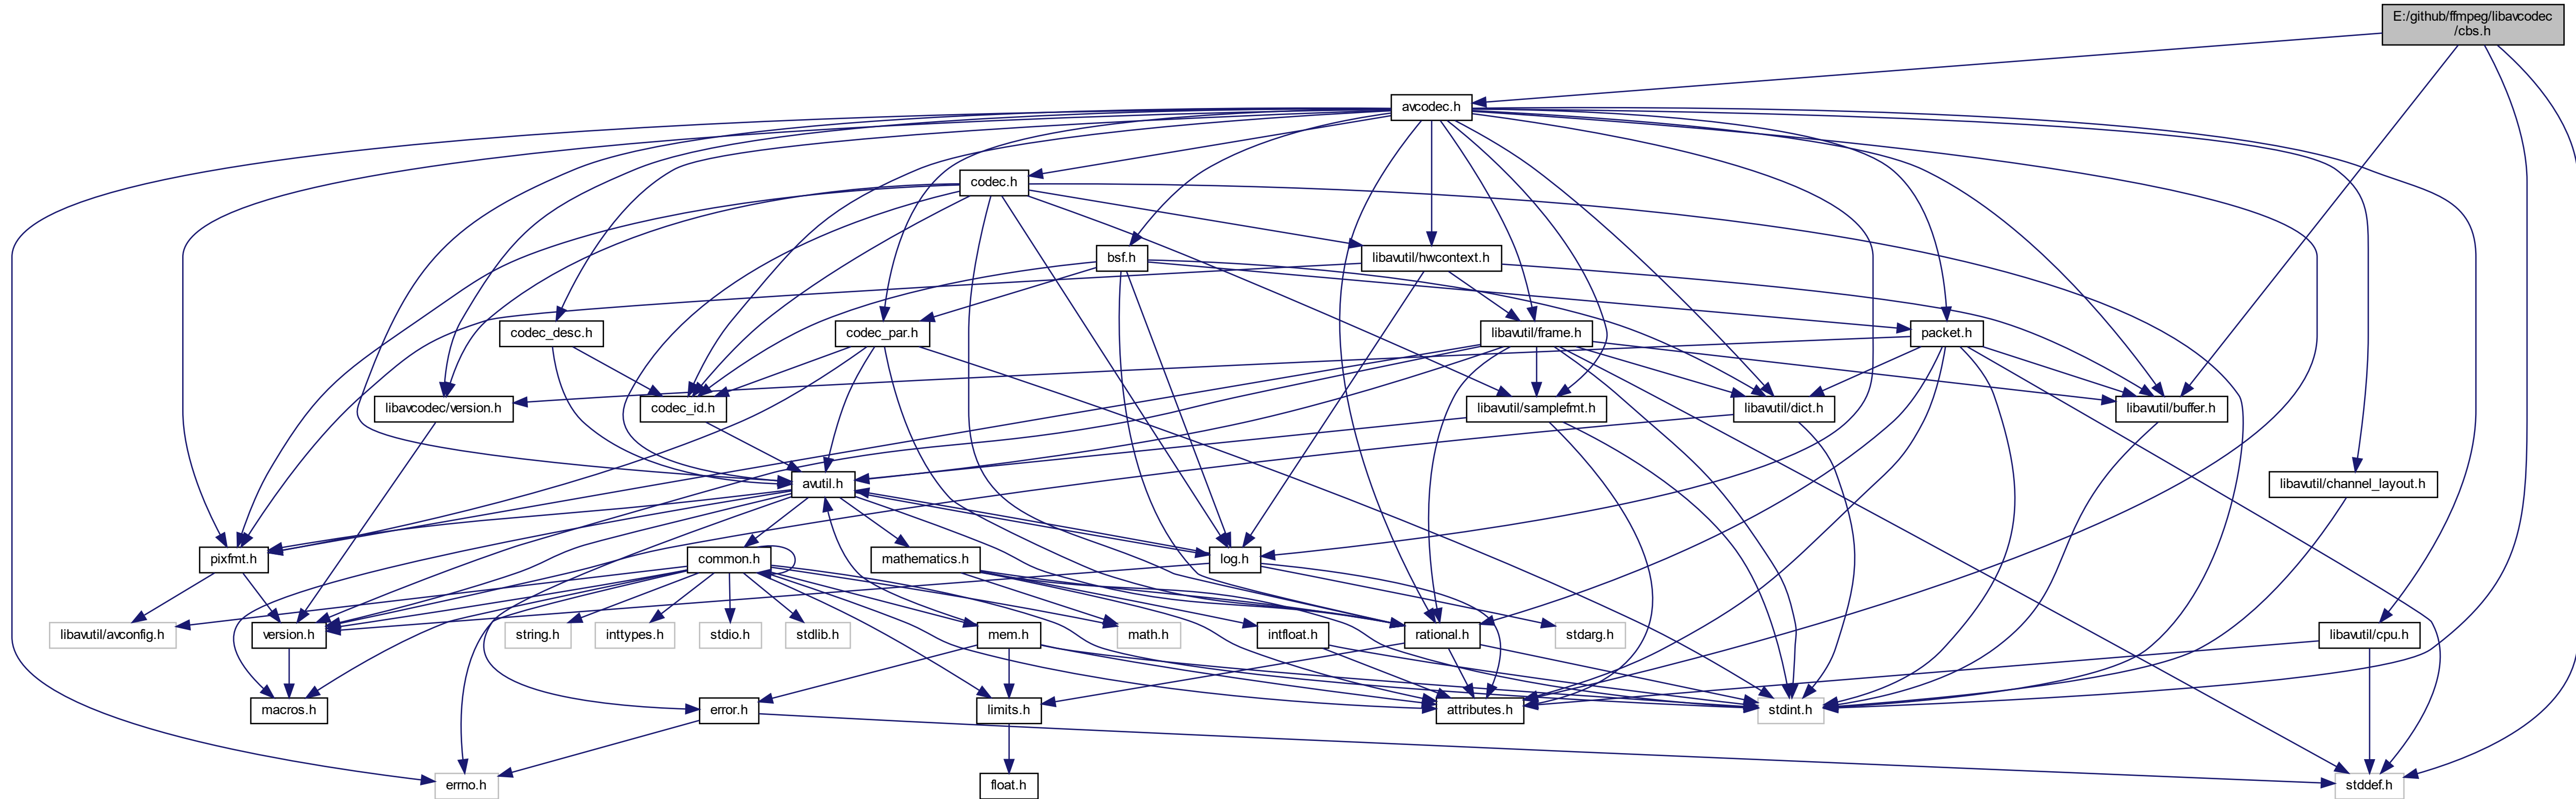 E:/github/ffmpeg/libavcodec
/cbs.h
avcodec.h
codec.h
bsf.h
libavutil/hwcontext.h
codec_desc.h
codec_par.h
libavutil/frame.h
packet.h
libavcodec/version.h
codec_id.h
libavutil/samplefmt.h
libavutil/dict.h
libavutil/buffer.h
avutil.h
libavutil/channel_layout.h
pixfmt.h
common.h
mathematics.h
log.h
libavutil/avconfig.h
version.h
string.h
inttypes.h
stdio.h
stdlib.h
mem.h
math.h
intfloat.h
rational.h
stdarg.h
libavutil/cpu.h
macros.h
error.h
limits.h
attributes.h
stdint.h
errno.h
float.h
stddef.h